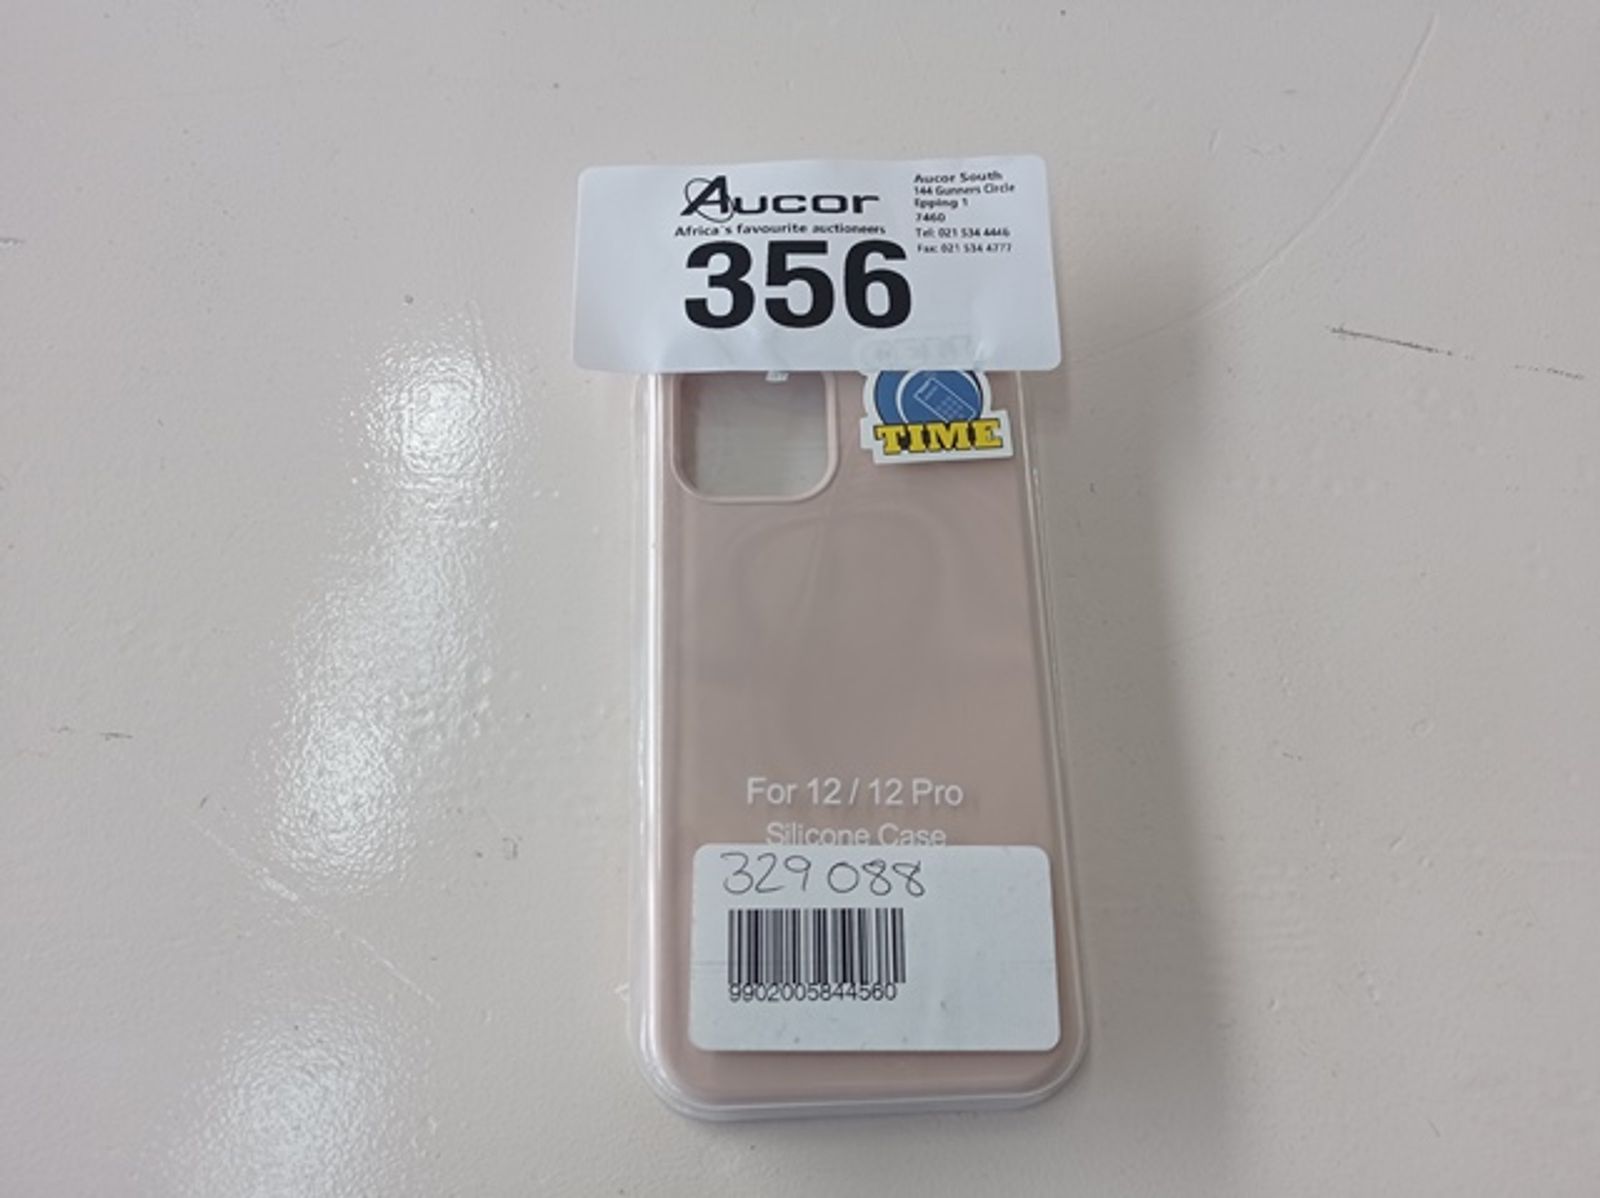 Aucor
Africa's favourite auctioneers
356
Aucor South
144 Gunners Circle
Epping 1
7460
Tel: 021 534 4446
Fax: 021 534 4777
TIME
For 12 / 12 Pro
Silicone Case
329 088
9902005844560